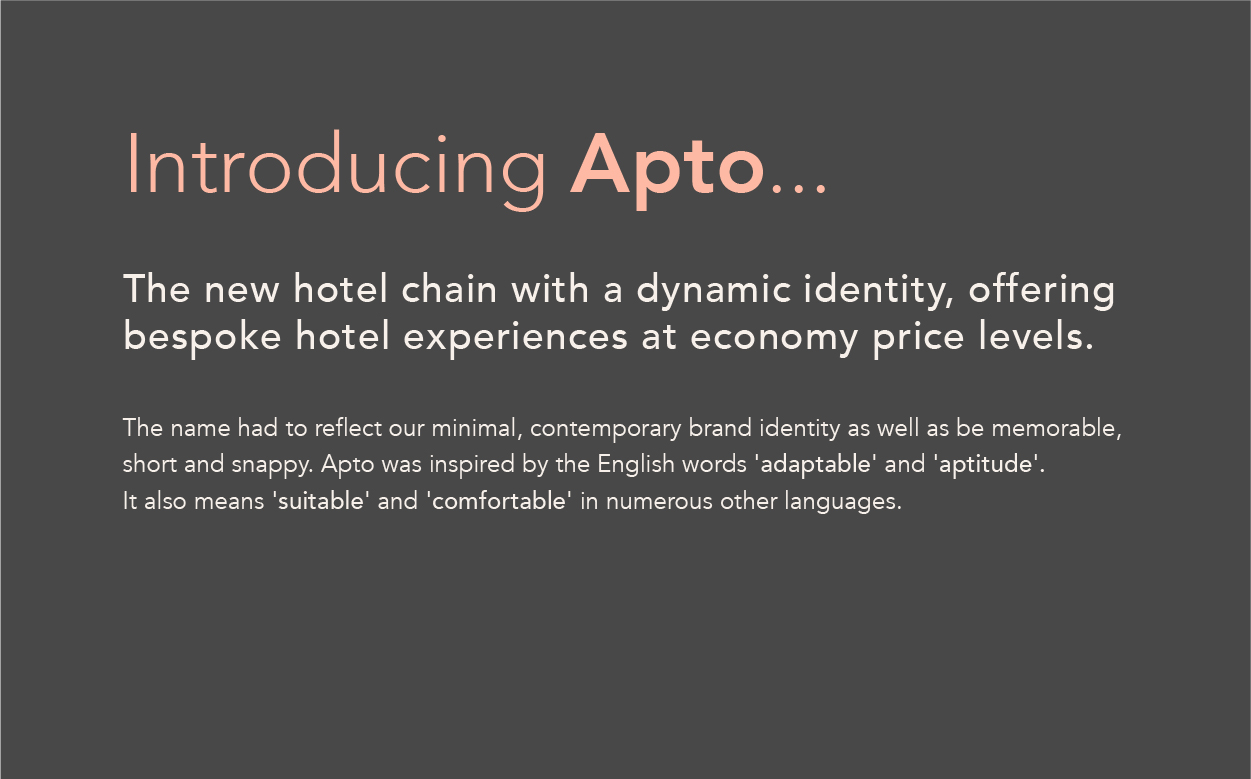 Introducing Apto...
The new hotel chain with a dynamic identity, offering
bespoke hotel experiences at economy price levels.
The name had to reflect our minimal, contemporary brand identity as well as be memorable,
short and snappy. Apto was inspired by the English words 'adaptable' and 'aptitude'.
It also means 'suitable' and 'comfortable' in numerous other languages.